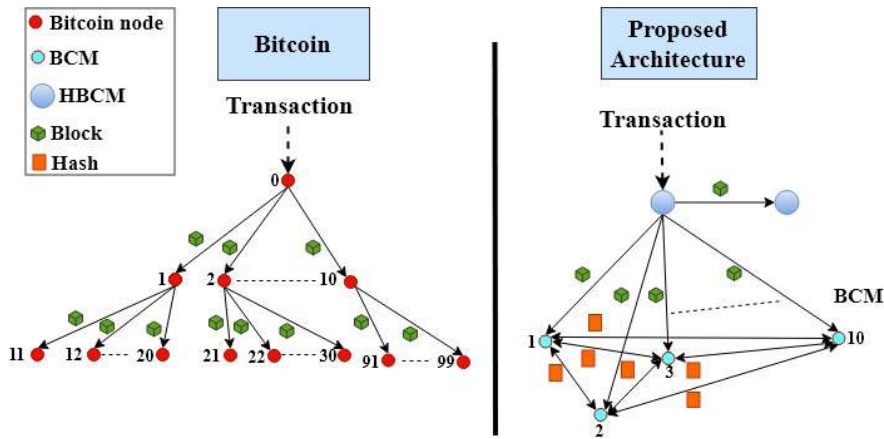 Bitcoin node
BCM
HBCM
Block
Hash
Bitcoin
Transaction
0
1
2
10
11
12
20
21
22
30
91
99
Proposed
Architecture
Transaction
BCM
1
10
3
2